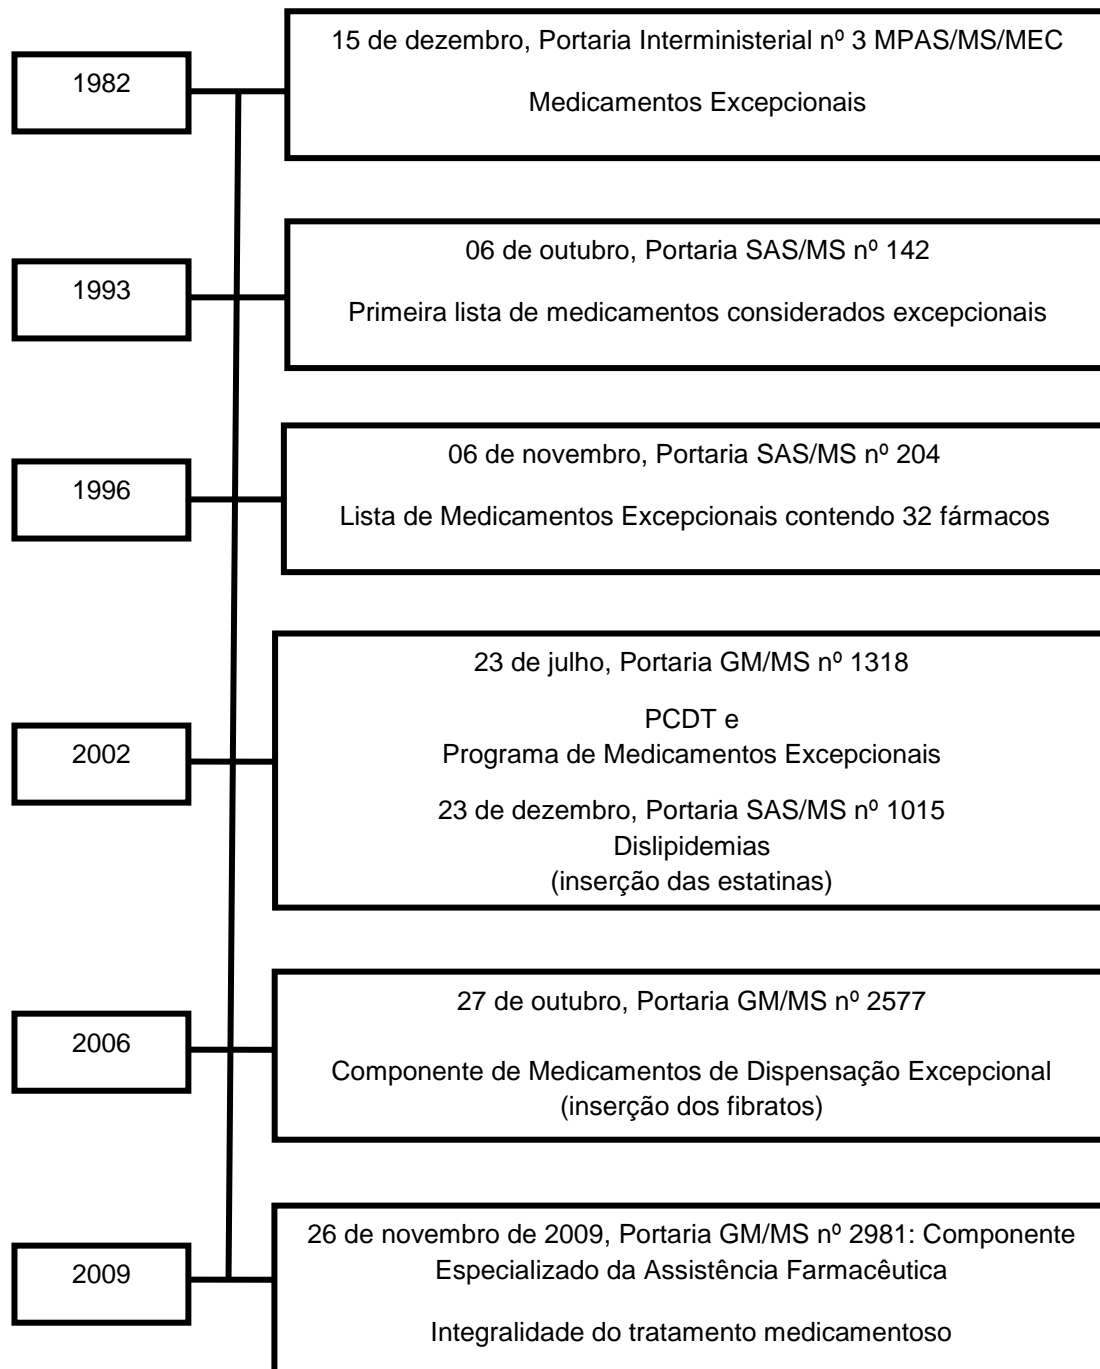 1982
15 de dezembro, Portaria Interministerial nº 3 MPAS/MS/MEC
Medicamentos Excepcionais
1993
06 de outubro, Portaria SAS/MS nº 142
Primeira lista de medicamentos considerados excepcionais
1996
06 de novembro, Portaria SAS/MS nº 204
Lista de Medicamentos Excepcionais contendo 32 fármacos
2002
23 de julho, Portaria GM/MS nº 1318
PCDT e
Programa de Medicamentos Excepcionais
23 de dezembro, Portaria SAS/MS nº 1015
Dislipidemias
(inserção das estatinas)
2006
27 de outubro, Portaria GM/MS nº 2577
Componente de Medicamentos de Dispensação Excepcional
(inserção dos fibratos)
2009
26 de novembro de 2009, Portaria GM/MS nº 2981: Componente
Especializado da Assistência Farmacêutica
Integralidade do tratamento medicamentoso